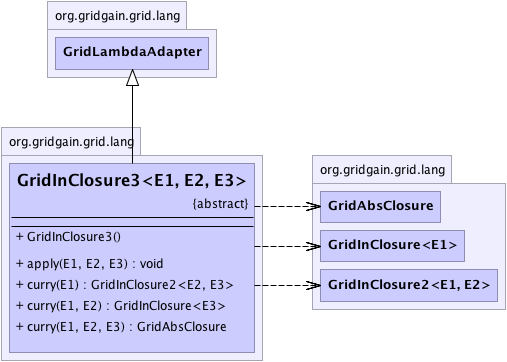 org.gridgain.grid.lang
GridLambdaAdapter
org.gridgain.grid.lang
GridInClosure3<E1, E2, E3>
{abstract}
+ GridInClosure3()
+ apply(E1, E2, E3) : void
+ curry(E1) : GridInClosure2<E2, E3>
+ curry(E1, E2) : GridInClosure<E3>
+ curry(E1, E2, E3) : GridAbsClosure
org.gridgain.grid.lang
GridAbsClosure
GridInClosure<E1>
GridInClosure2<E1, E2>